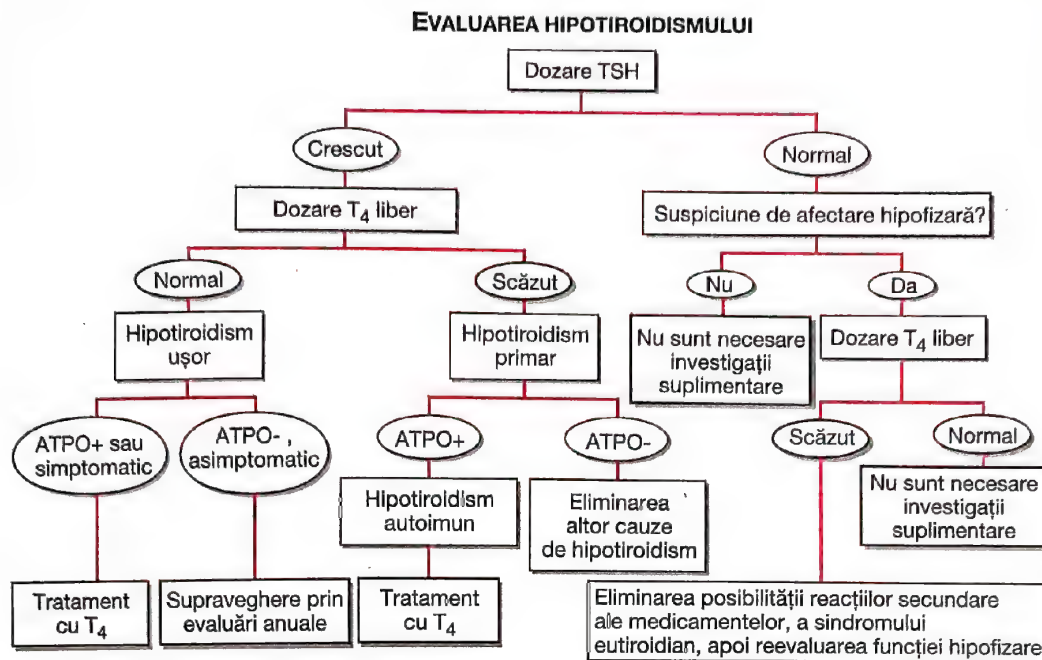 EVALUAREA HIPOTIROIDISMULUI
Dozare TSH
Crescut
Normal
Dozare T₄ liber
Suspiciune de afectare hipofizară?
Normal
Scăzut
Nu
Da
Hipotiroidism
ușor
Hipotiroidism
primar
Nu sunt necesare
investigații
suplimentare
Dozare T₄ liber
ATPO+ sau
simptomatic
ATPO- ,
asimptomatic
ATPO+
ATPO-
Scăzut
Normal
Hipotiroidism
autoimun
Eliminarea
altor cauze
de hipotiroidism
Nu sunt necesare
investigații
suplimentare
Tratament
cu T₄
Supraveghere prin
evaluări anuale
Tratament
cu T₄
Eliminarea posibilității reacțiilor secundare
ale medicamentelor, a sindromului
eutiroidian, apoi reevaluarea funcției hipofizare